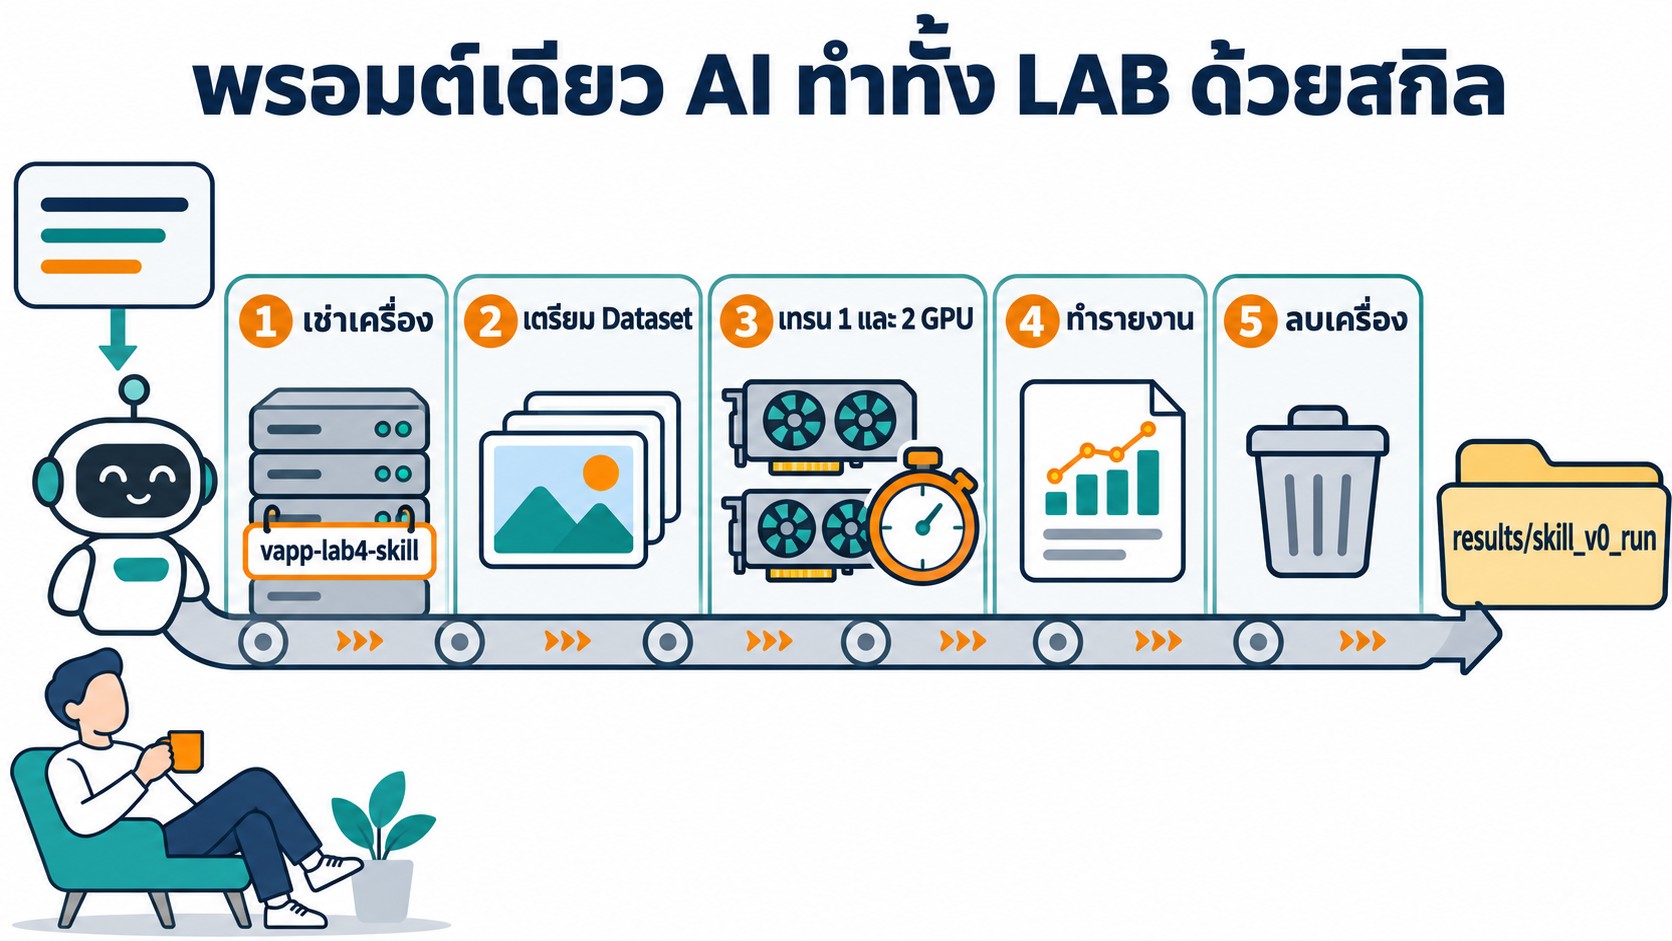 พรอมต์เดียว AI ทำทั้ง LAB ด้วยสกิล
1 เช่าเครื่อง
2 เตรียม Dataset
3 เทรน 1 และ 2 GPU
4 ทำรายงาน
5 ลบเครื่อง
vapp-lab4-skill
results/skill_v0_run